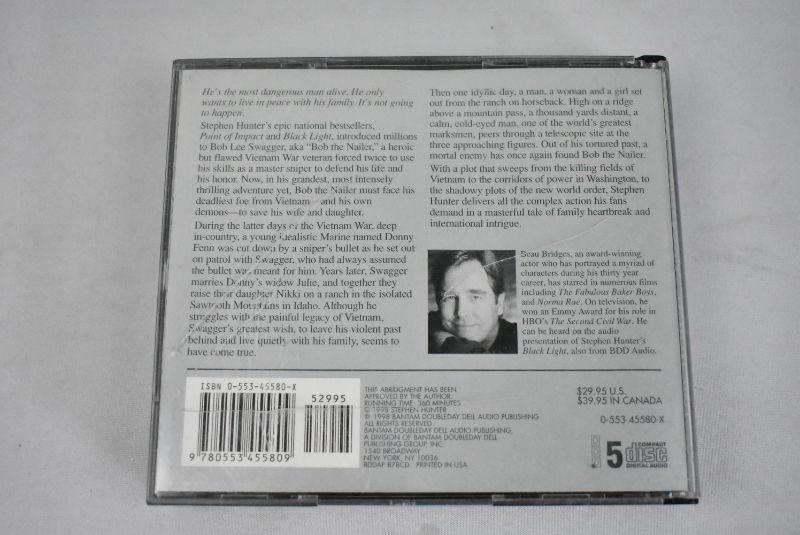 He's the most dangerous man alive. He only
wants to live in peace with his family. It's not going
to happen.
Stephen Hunter's epic national bestsellers,
Point of Impact and Black Light, introduced millions
to Bob Lee Swagger, aka "Bob the Nailer," a heroic
but flawed Vietnam War veteran forced twice to use
his skills as a master sniper to defend his life and
his honor. Now, in his grandest, most intensely
thrilling adventure yet, Bob the Nailer must face his
deadliest foe from Vietnam—and his own
demons—to save his wife and daughter.
During the latter days of the Vietnam War, deep
in-country, a young idealistic Marine named Donny
Fenn was cut down by a sniper's bullet as he set out
on patrol with Swagger, who had always assumed
the bullet was meant for him. Years later, Swagger
marries Donny's widow Julie, and together they
raise their daughter Nikki on a ranch in the isolated
Sawtooth Mountains in Idaho. Although he
struggles with the painful legacy of Vietnam,
Swagger's greatest wish, to leave his violent past
behind and live quietly with his family, seems to
have come true.
Then one idyllic day, a man, a woman and a girl set
out from the ranch on horseback. High on a ridge
above a mountain pass, a thousand yards distant, a
calm, cold-eyed man, one of the world's greatest
marksmen, peers through a telescopic site at the
three approaching figures. Out of his tortured past, a
mortal enemy has once again found Bob the Nailer.
With a plot that sweeps from the killing fields of
Vietnam to the corridors of power in Washington, to
the shadowy plots of the new world order, Stephen
Hunter delivers all the complex action his fans
demand in a masterful tale of family heartbreak and
international intrigue.
Beau Bridges, an award-winning
actor who has portrayed a myriad of
characters during his thirty year
career, has starred in numerous films
including The Fabulous Baker Boys,
and Norma Rae. On television, he
won an Emmy Award for his role in
HBO's The Second Civil War. He
can be heard on the audio
presentation of Stephen Hunter's
Black Light, also from BDD Audio.
ISBN 0-553-45580-X
52995
9 780553 455809
THIS ABRIDGMENT HAS BEEN
APPROVED BY THE AUTHOR.
RUNNING TIME: 360 MINUTES
© 1998 STEPHEN HUNTER
℗ 1998 BANTAM DOUBLEDAY DELL AUDIO PUBLISHING
ALL RIGHTS RESERVED
BANTAM DOUBLEDAY DELL AUDIO PUBLISHING,
A DIVISION OF BANTAM DOUBLEDAY DELL
PUBLISHING GROUP, INC.
1540 BROADWAY
NEW YORK, NY 10036
BDDAP B7BCD PRINTED IN USA
$29.95 U.S.
$39.95 IN CANADA
0-553-45580-X
5 COMPACT
disc
DIGITAL AUDIO